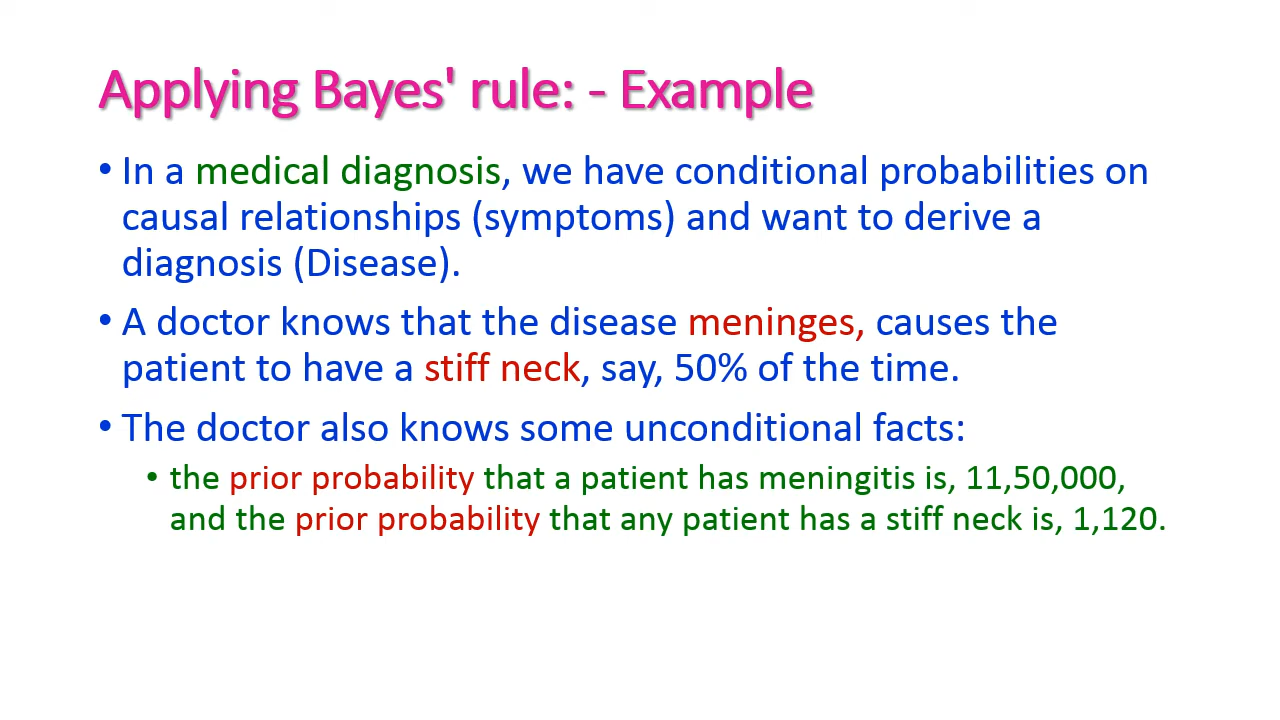 Applying Bayes' rule: - Example
• In a medical diagnosis, we have conditional probabilities on
causal relationships (symptoms) and want to derive a
diagnosis (Disease).
• A doctor knows that the disease meninges, causes the
patient to have a stiff neck, say, 50% of the time.
• The doctor also knows some unconditional facts:
• the prior probability that a patient has meningitis is, 11,50,000,
and the prior probability that any patient has a stiff neck is, 1,120.